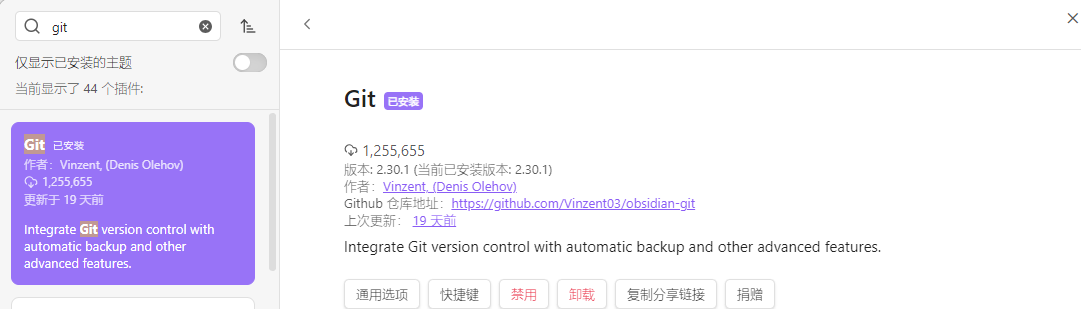 git
仅显示已安装的主题
当前显示了 44 个插件:
Git 已安装
作者：Vinzent, (Denis Olehov)
1,255,655
更新于 19 天前
Integrate Git version control with
automatic backup and other
advanced features.
Git 已安装
1,255,655
版本: 2.30.1 (当前已安装版本: 2.30.1)
作者：Vinzent, (Denis Olehov)
Github 仓库地址：https://github.com/Vinzent03/obsidian-git
上次更新： 19 天前
Integrate Git version control with automatic backup and other advanced features.
通用选项 快捷键 禁用 卸载 复制分享链接 捐赠